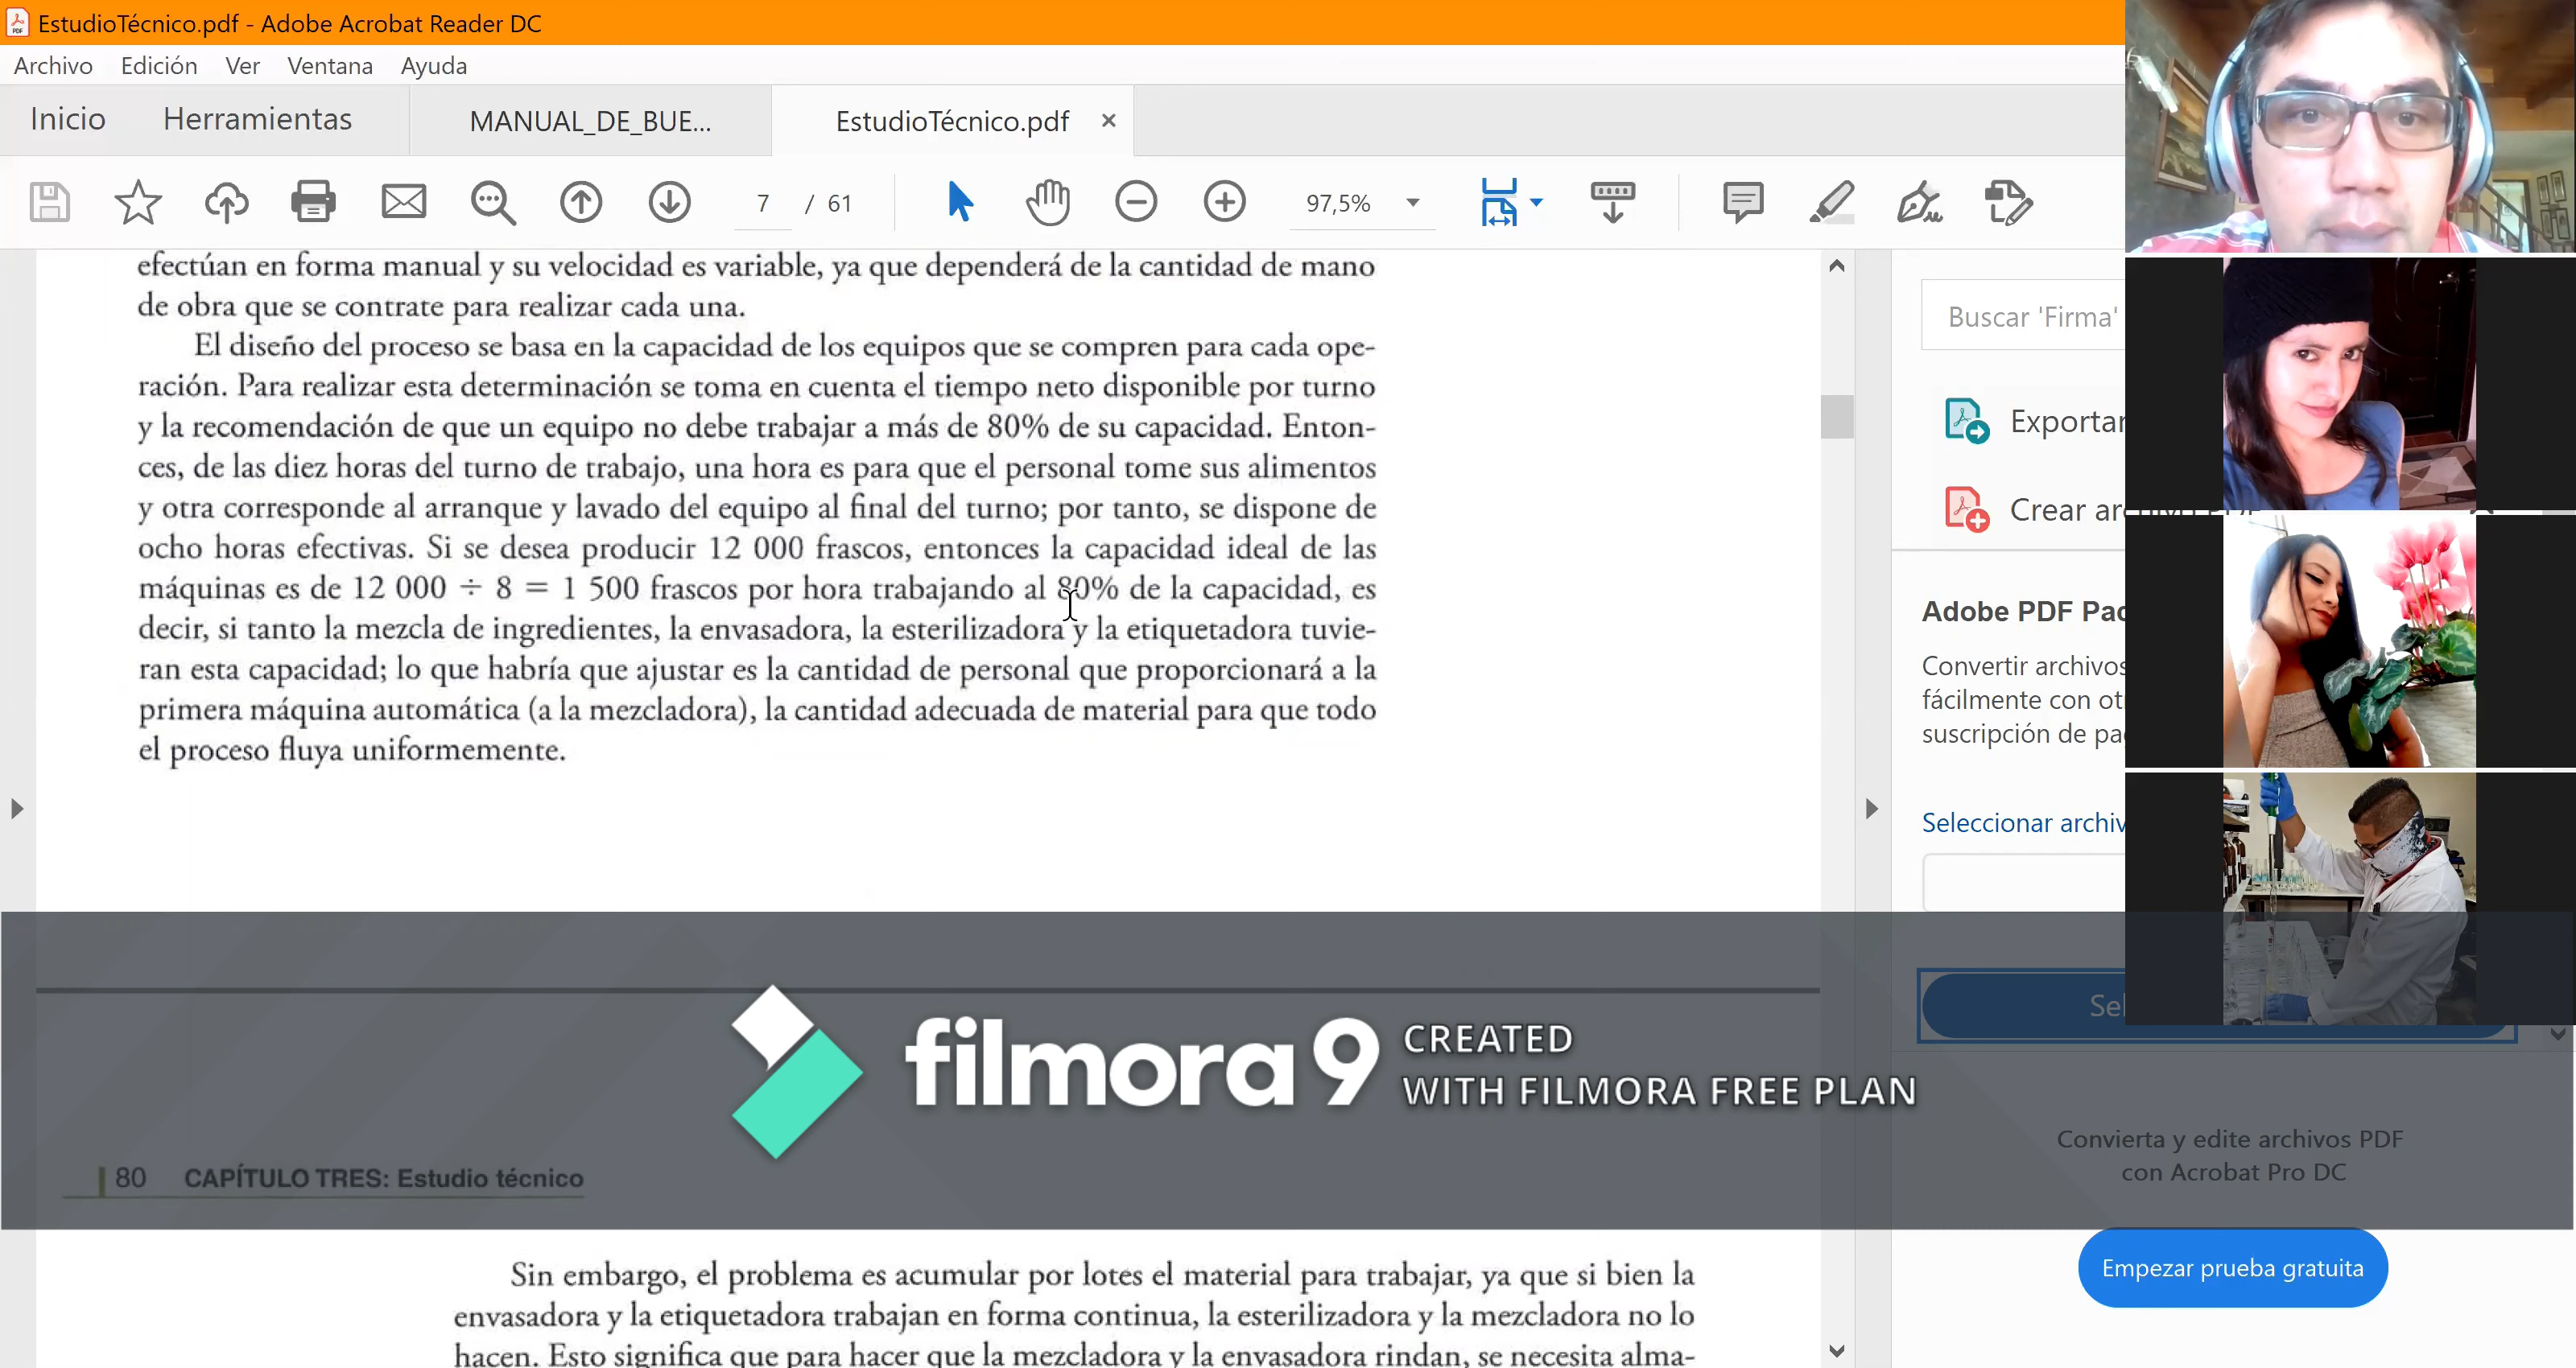 EstudioTécnico.pdf - Adobe Acrobat Reader DC
Archivo Edición Ver Ventana Ayuda
Inicio Herramientas MANUAL_DE_BUE... EstudioTécnico.pdf ×
7 / 61 97,5%
efectúan en forma manual y su velocidad es variable, ya que dependerá de la cantidad de mano
de obra que se contrate para realizar cada una.
El diseño del proceso se basa en la capacidad de los equipos que se compren para cada ope-
ración. Para realizar esta determinación se toma en cuenta el tiempo neto disponible por turno
y la recomendación de que un equipo no debe trabajar a más de 80% de su capacidad. Enton-
ces, de las diez horas del turno de trabajo, una hora es para que el personal tome sus alimentos
y otra corresponde al arranque y lavado del equipo al final del turno; por tanto, se dispone de
ocho horas efectivas. Si se desea producir 12 000 frascos, entonces la capacidad ideal de las
máquinas es de 12 000 ÷ 8 = 1 500 frascos por hora trabajando al 80% de la capacidad, es
decir, si tanto la mezcla de ingredientes, la envasadora, la esterilizadora y la etiquetadora tuvie-
ran esta capacidad; lo que habría que ajustar es la cantidad de personal que proporcionará a la
primera máquina automática (a la mezcladora), la cantidad adecuada de material para que todo
el proceso fluya uniformemente.
filmora9 CREATED
WITH FILMORA FREE PLAN
80 CAPÍTULO TRES: Estudio técnico
Sin embargo, el problema es acumular por lotes el material para trabajar, ya que si bien la
envasadora y la etiquetadora trabajan en forma continua, la esterilizadora y la mezcladora no lo
hacen. Esto significa que para hacer que la mezcladora y la envasadora rindan, se necesita alma-
Buscar 'Firma'
Exportar
Crear
Adobe PDF Pac
Convertir archivos
fácilmente con ot
suscripción de pa
Seleccionar archiv
Sel
Convierta y edite archivos PDF
con Acrobat Pro DC
Empezar prueba gratuita